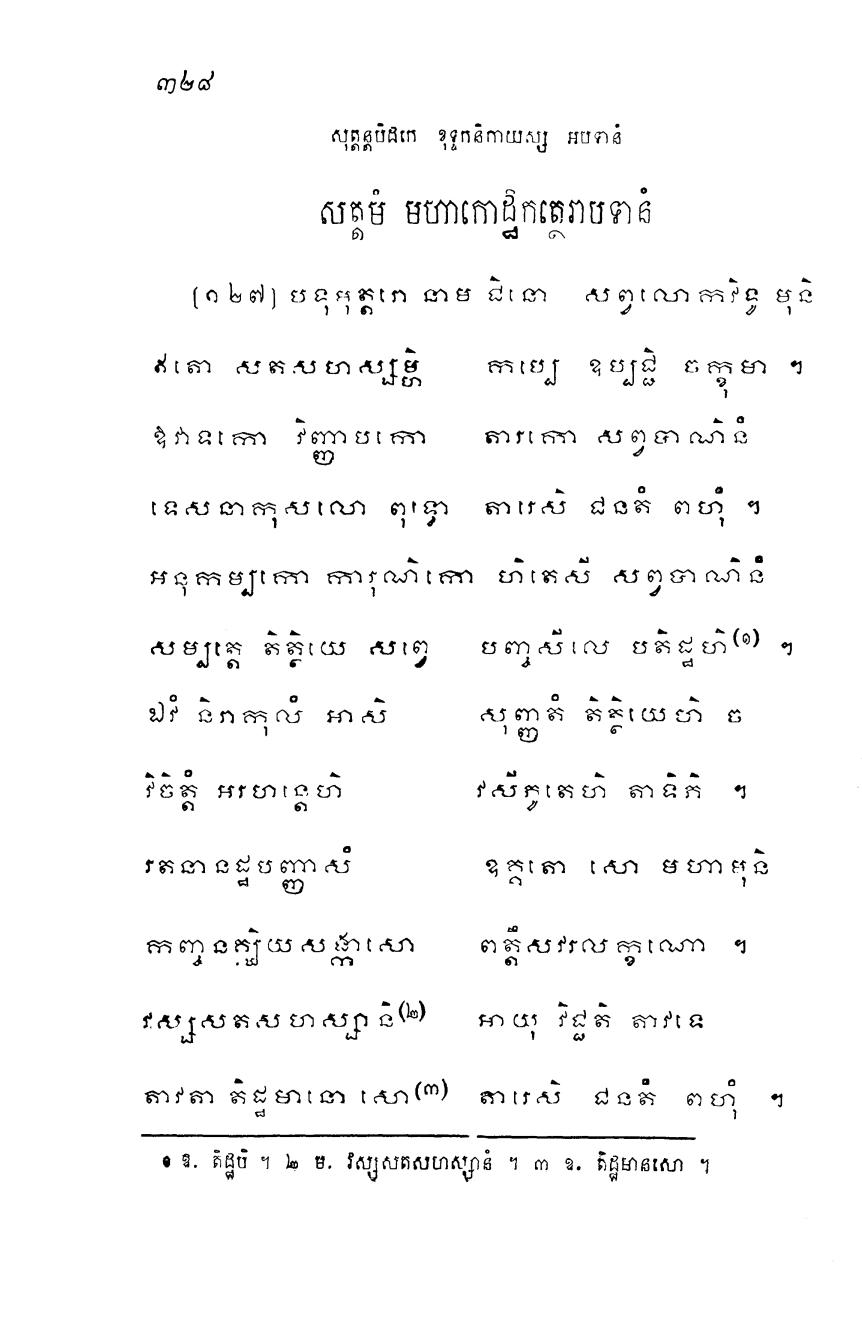 ៣២៨
សុត្តន្តបិដកេ ខុទ្ទកនិកាយស្ស អបទានំ
សត្តមំ មហាកោដ្ឋិកត្ថេរាបទានំ
[១២៧] បទុមុត្តរោ នាម ជិនោ សព្វលោកវិទូ មុនិ
ឥតោ សតសហស្សម្ហិ កប្បេ ឧប្បជ្ជិ ចក្ខុមា ។
ឱវាទកោ វិញ្ញាបកោ តារកោ សព្វបាណិនំ
ទេសនាកុសលោ ពុទ្ធោ តារេសិ ជនតំ ពហុំ ។
អនុកម្បកោ ការុណិកោ ហិតេសី សព្វបាណិនំ
សម្បត្តេ តិត្ថិយេ សព្វេ បញ្ចសីលេ បតិដ្ឋហិ(១) ។
ឯវំ និរាកុលំ អាសិ សុញ្ញតំ តិត្ថិយេហិ ច
វិចិត្តំ អរហន្តេហិ វសីភូតេហិ តាទិភិ ។
រតនានដ្ឋបញ្ញាសំ ឧគ្គតោ សោ មហាមុនិ
កញ្ចនគ្ឃិយសង្កាសោ ពត្តឹសវរលក្ខណោ ។
វស្សសតសហស្សានិ(២) អាយុ វិជ្ជតិ តាវទេ
តាវតា តិដ្ឋមានោ សោ(៣) តារេសិ ជនតំ ពហុំ ។
១ ឧ. តិដ្ឋបិ ។ ២ ម. វស្សសតសហស្សានំ ។ ៣ ឧ. តិដ្ឋមានសោ ។